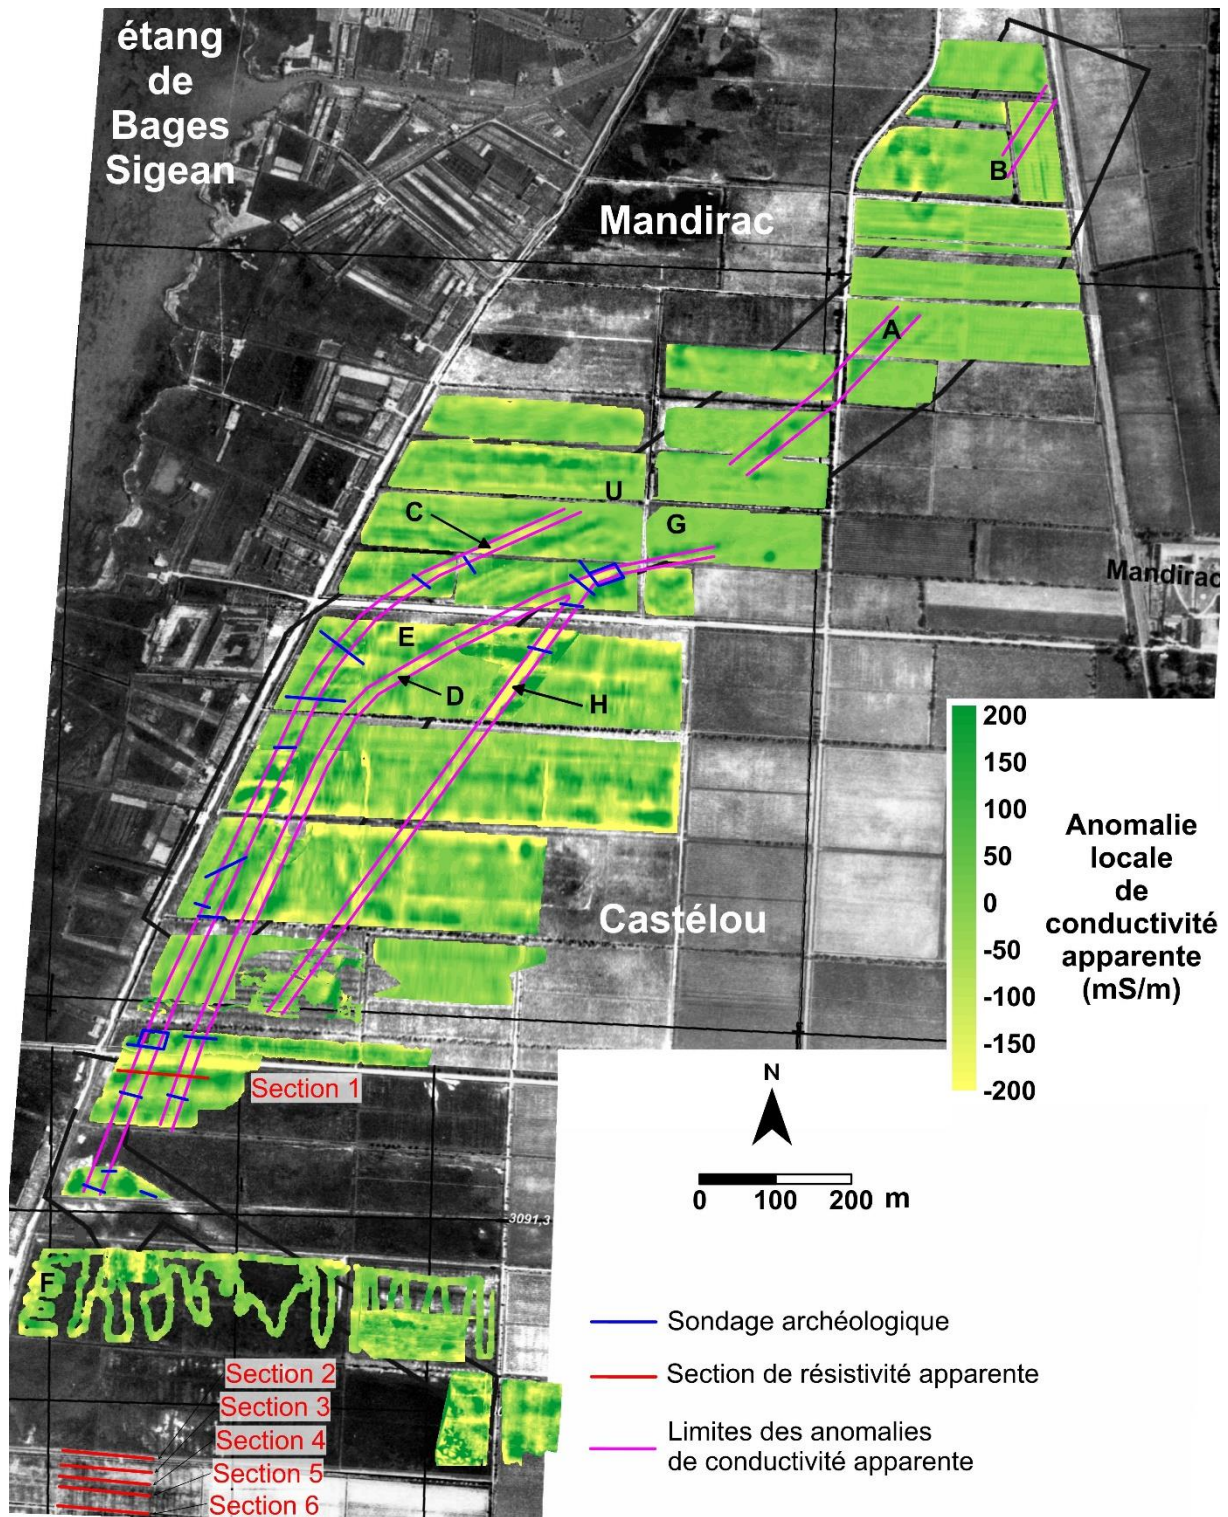 étang
de
Bages
Sigean
Mandirac
B
A
U
C
G
Mandirac
E
D
H
200
150
100
50
0
-50
-100
-150
-200
Anomalie
locale
de
conductivité
apparente
(mS/m)
Castélou
N
0 100 200 m
Section 1
3091,3
F
Sondage archéologique
Section de résistivité apparente
Limites des anomalies
de conductivité apparente
Section 2
Section 3
Section 4
Section 5
Section 6